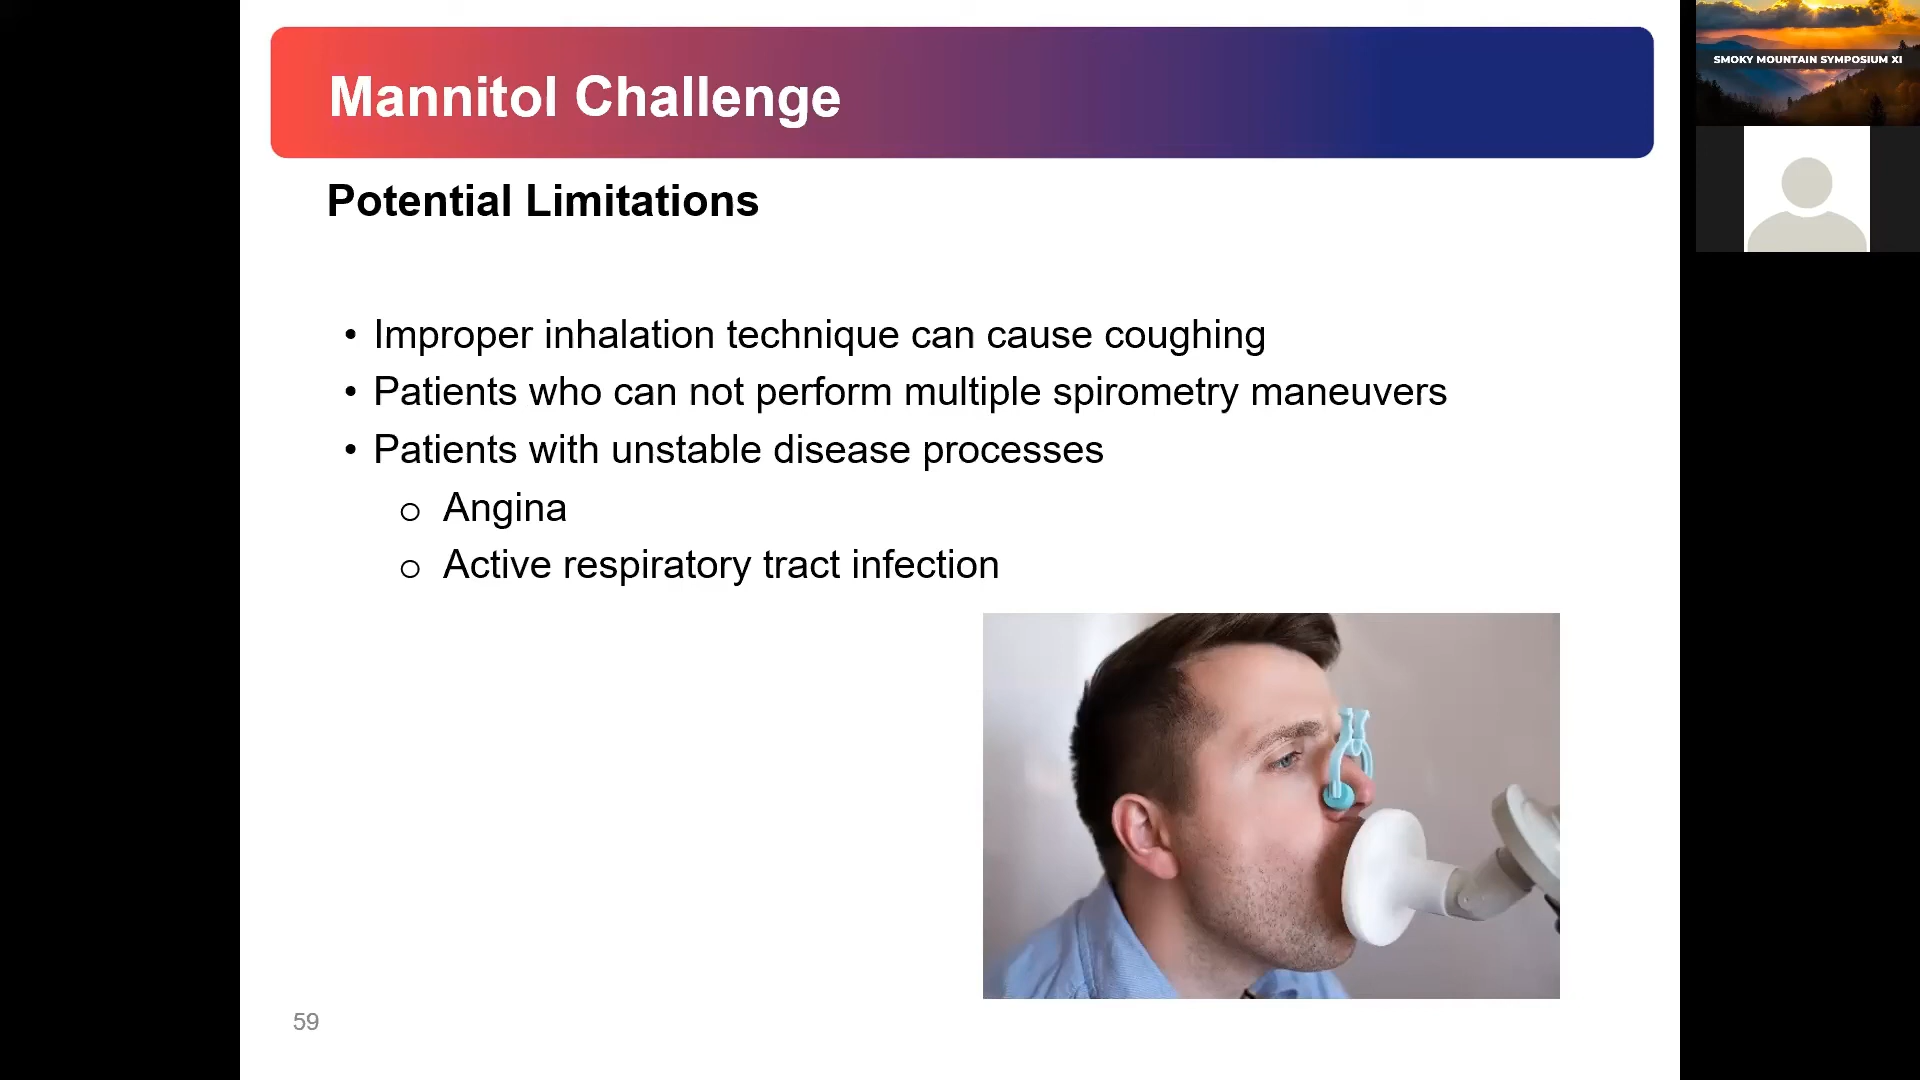 Mannitol Challenge
SMOKY MOUNTAIN SYMPOSIUM XI
Potential Limitations
• Improper inhalation technique can cause coughing
• Patients who can not perform multiple spirometry maneuvers
• Patients with unstable disease processes
o Angina
o Active respiratory tract infection
59